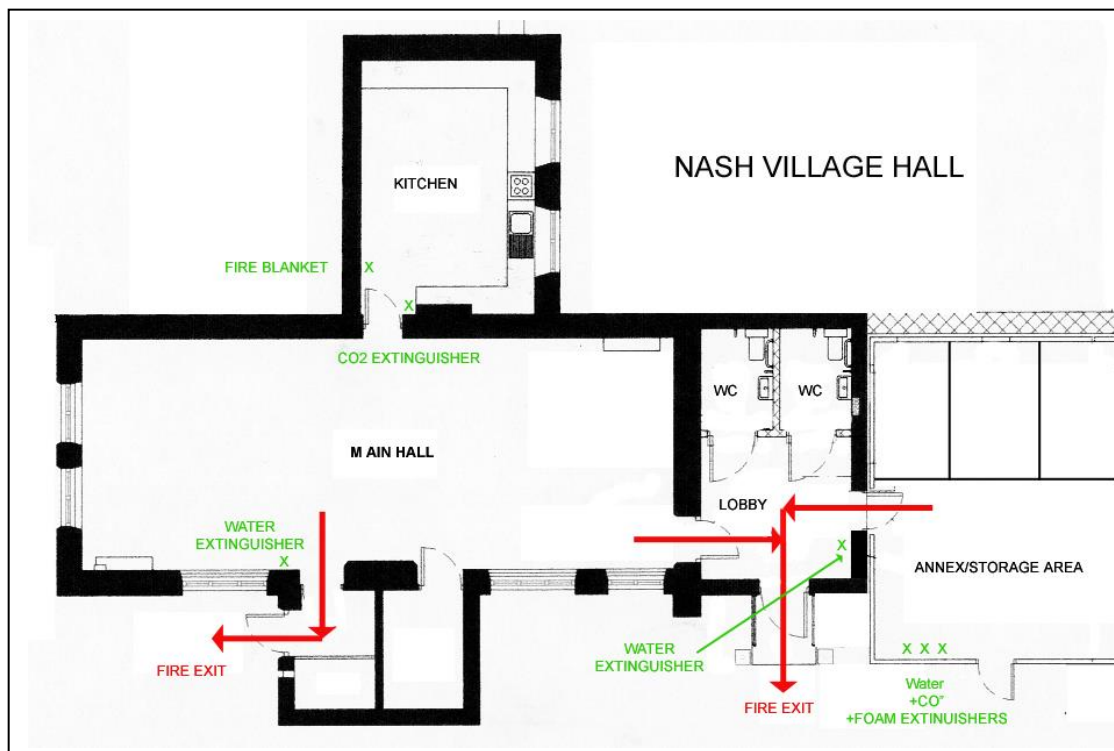 NASH VILLAGE HALL
KITCHEN
FIRE BLANKET
X
X
CO2 EXTINGUISHER
WC
WC
M AIN HALL
LOBBY
WATER
EXTINGUISHER
X
X
ANNEX/STORAGE AREA
WATER
EXTINGUISHER
X X X
FIRE EXIT
Water
+CO"
+FOAM EXTINUISHERS
FIRE EXIT